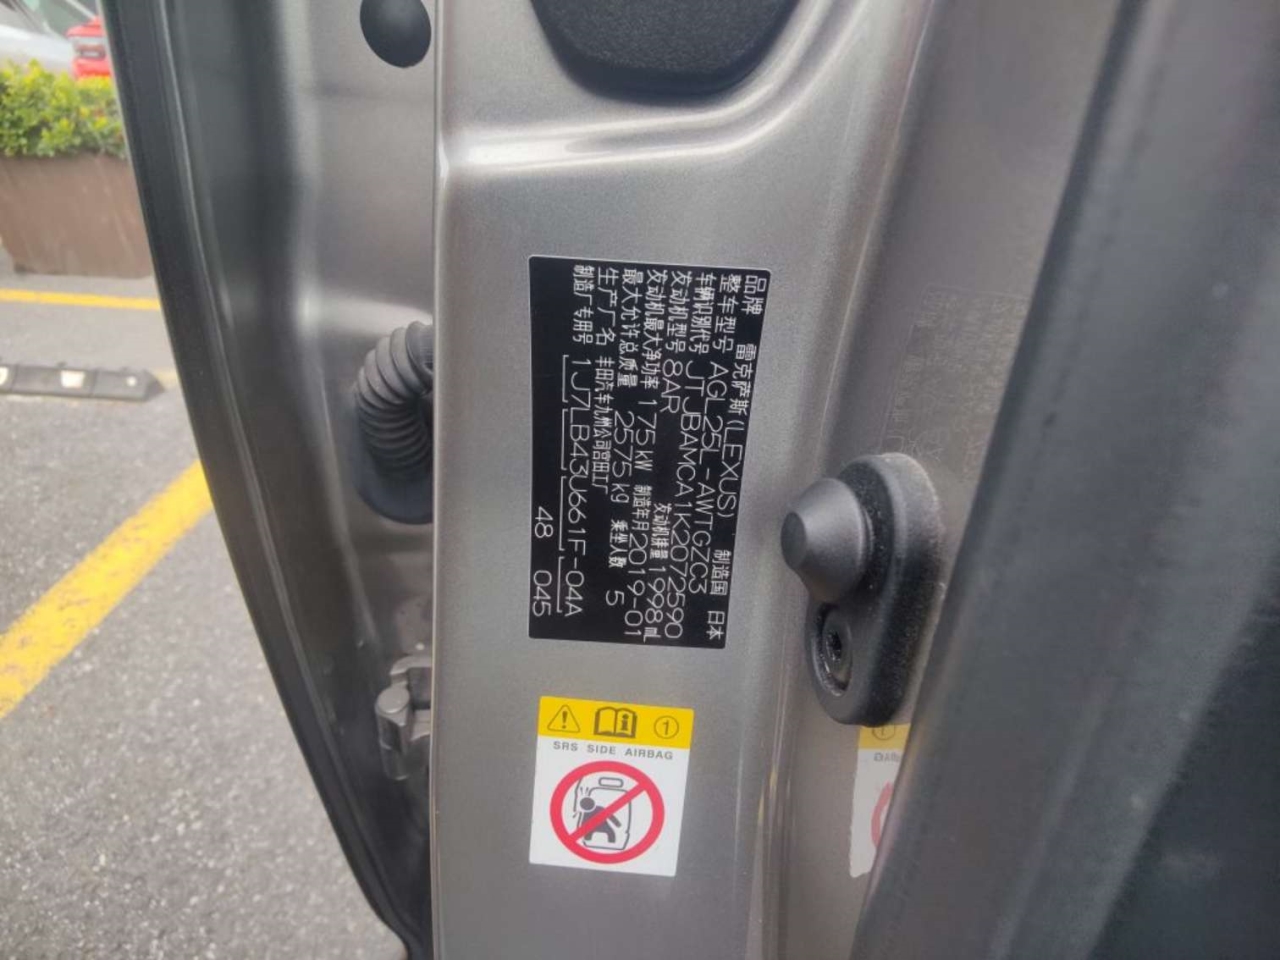 品牌 雷克萨斯(LEXUS) 制造国 日本
整车型号 AGL25L-AWTGZC3
车辆识别代号 JTJBAMCA1K2072590
发动机型号 8AR 发动机排量 1998mL
发动机最大净功率 175kW 制造年月 2019-01
最大允许总质量 2575kg 乘坐人数 5
生产厂名 丰田汽车九州公司宫田工厂
制造厂专用号 1J7LB43U661F-04A
48 045
SRS SIDE AIRBAG